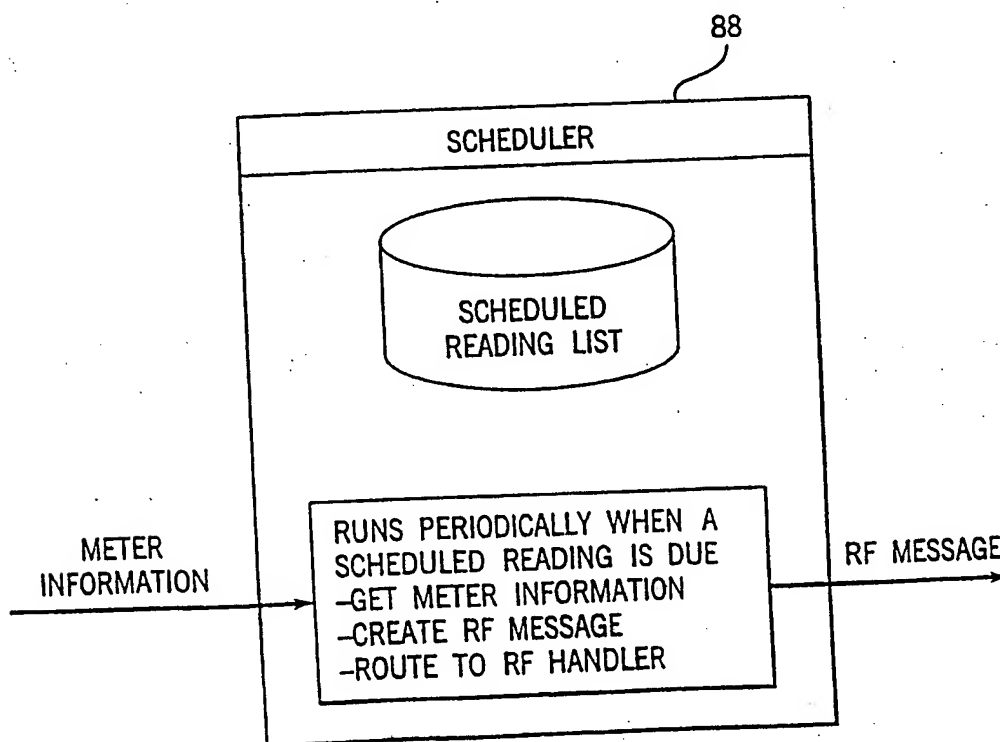 88
SCHEDULER
SCHEDULED
READING LIST
METER
INFORMATION
RUNS PERIODICALLY WHEN A
SCHEDULED READING IS DUE
-GET METER INFORMATION
-CREATE RF MESSAGE
-ROUTE TO RF HANDLER
RF MESSAGE